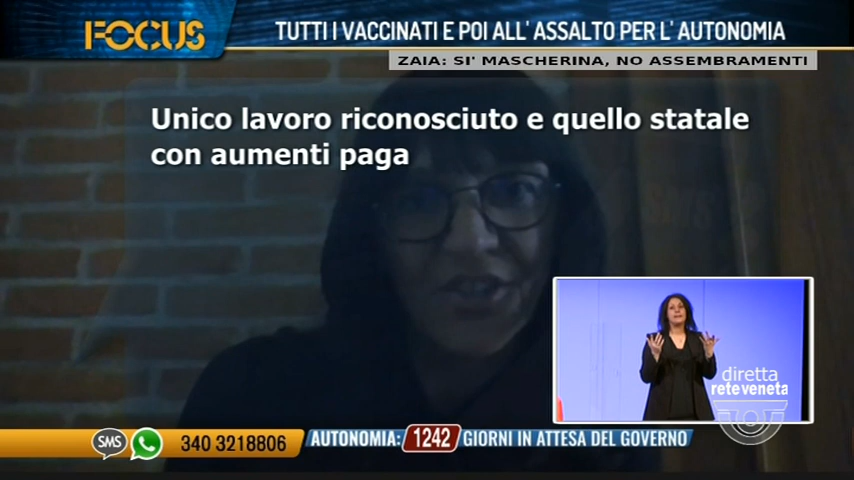 FOCUS
TUTTI I VACCINATI E POI ALL' ASSALTO PER L' AUTONOMIA
ZAIA: SI' MASCHERINA, NO ASSEMBRAMENTI
Unico lavoro riconosciuto e quello statale
con aumenti paga
diretta
reteveneta
SMS
340 3218806
AUTONOMIA: 1242 GIORNI IN ATTESA DEL GOVERNO